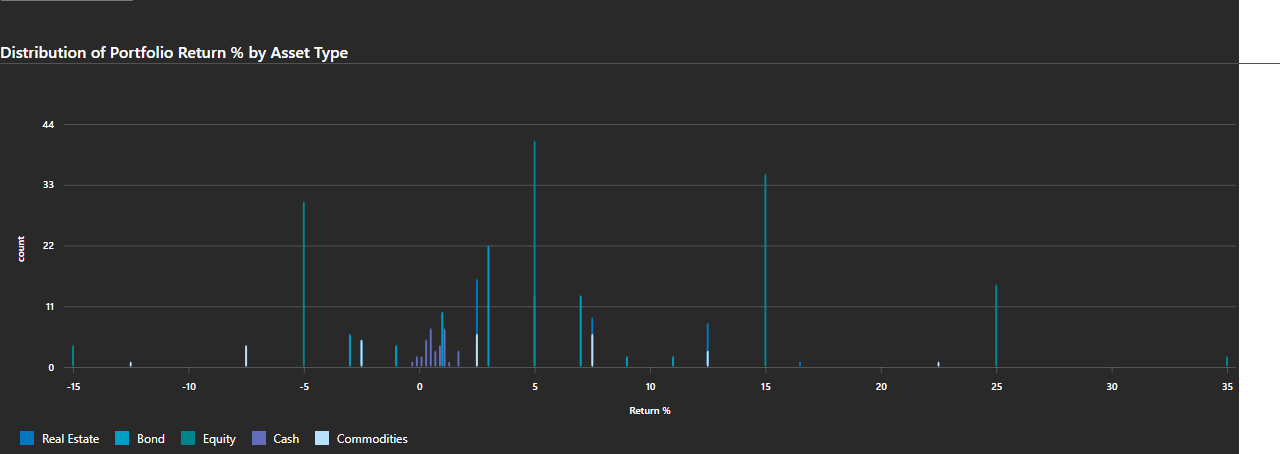 Distribution of Portfolio Return % by Asset Type
44
33
22
11
0
count
-15 -10 -5 0 5 10 15 20 25 30 35
Return %
Real Estate Bond Equity Cash Commodities